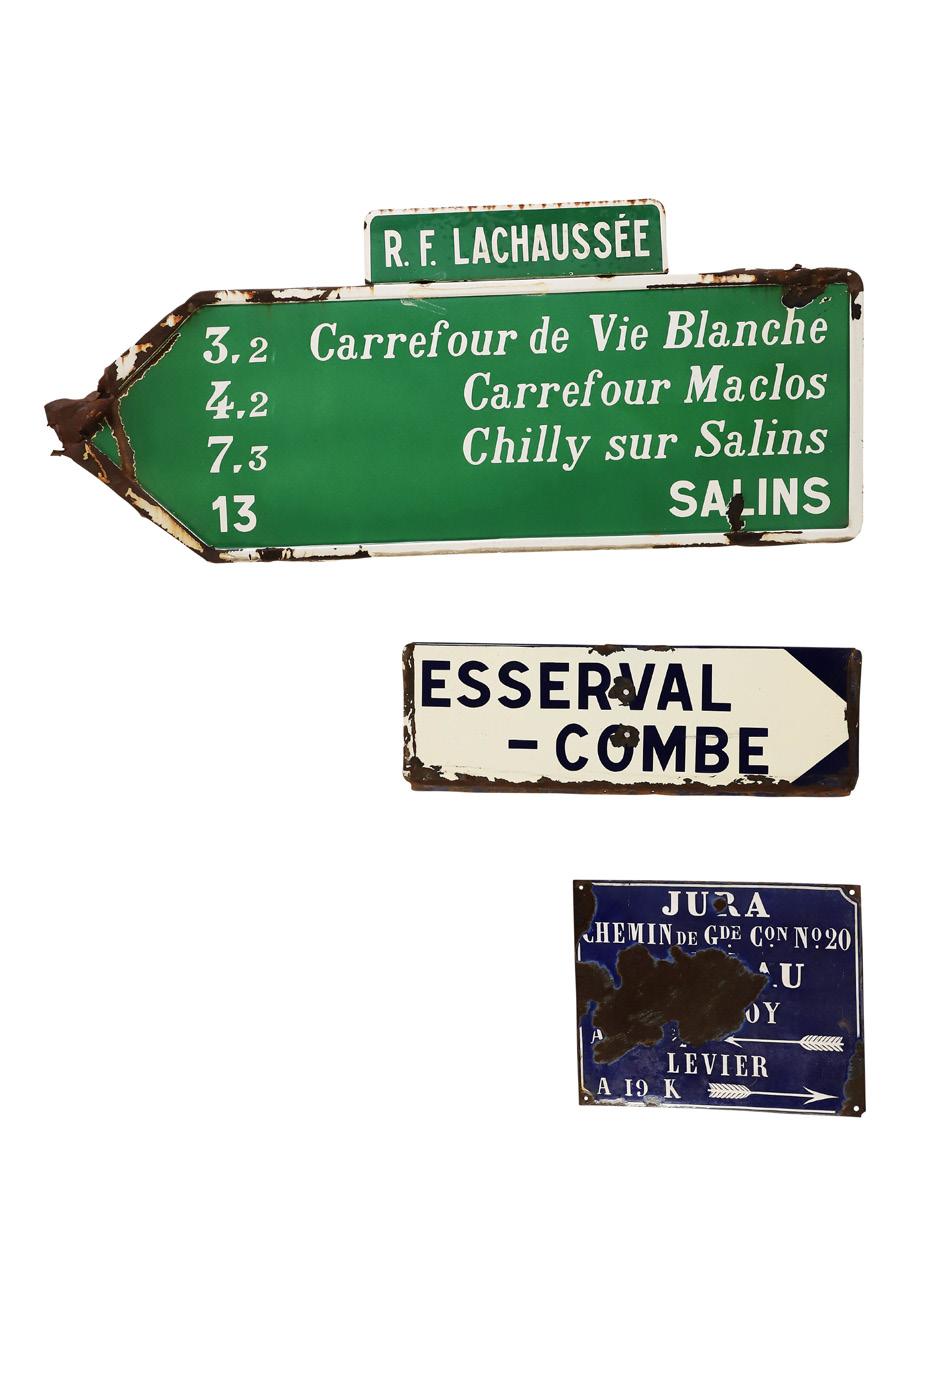 R. F. LACHAUSSÉE
3,2 Carrefour de Vie Blanche
4,2 Carrefour Maclos
7,3 Chilly sur Salins
13 SALINS
ESSERVAL
- COMBE
JURA
CHEMIN DE GDE CON No 20
LEVIER
A 19 K